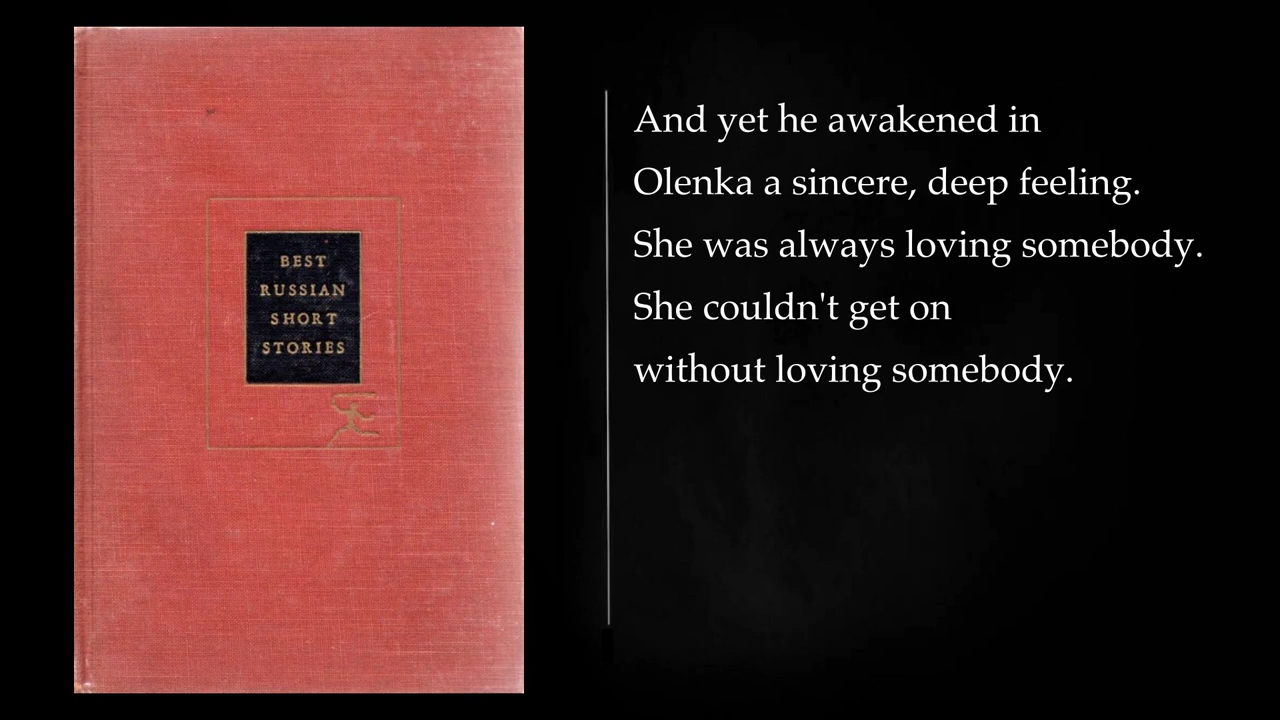 BEST
RUSSIAN
SHORT
STORIES
And yet he awakened in
Olenka a sincere, deep feeling.
She was always loving somebody.
She couldn't get on
without loving somebody.